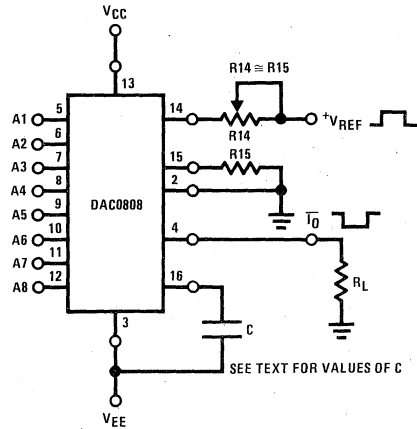 VCC
13
R14 ≅ R15
A1 5
14
R14
+VREF
A2 6
A3 7
15
R15
A4 8
2
DAC0808
A5 9
4
IO
A6 10
A7 11
16
RL
A8 12
C
3
SEE TEXT FOR VALUES OF C
VEE